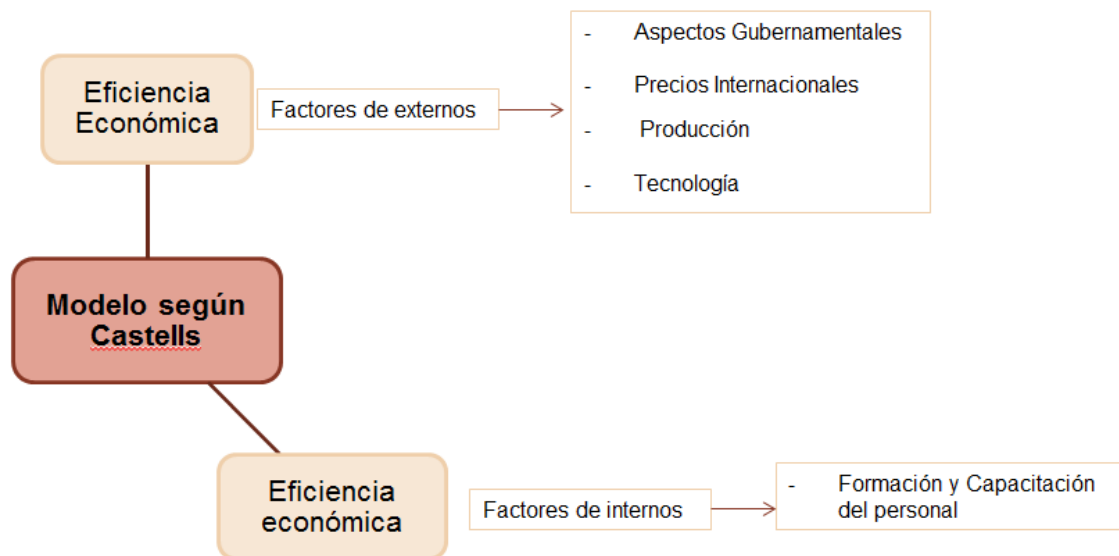 Eficiencia
Económica
Factores de externos
- Aspectos Gubernamentales
- Precios Internacionales
- Producción
- Tecnología
Modelo según
Castells
Eficiencia
económica
Factores de internos
- Formación y Capacitación
del personal